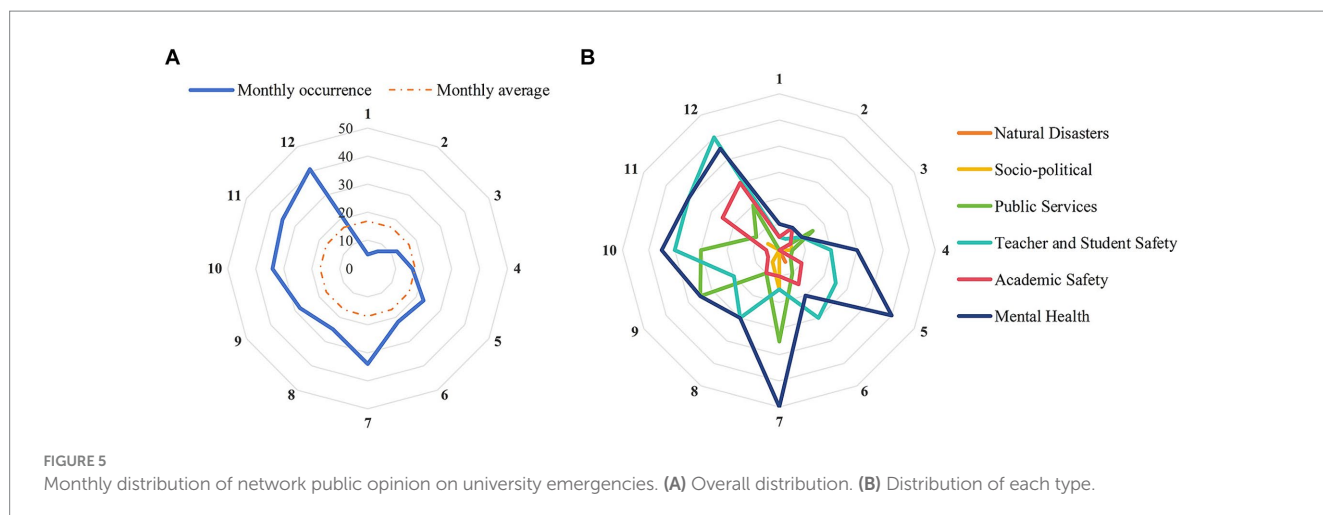 A
Monthly occurrence
Monthly average
1
2
3
4
5
6
7
8
9
10
11
12
50
40
30
20
10
0
B
1
2
3
4
5
6
7
8
9
10
11
12
Natural Disasters
Socio-political
Public Services
Teacher and Student Safety
Academic Safety
Mental Health
FIGURE 5
Monthly distribution of network public opinion on university emergencies. (A) Overall distribution. (B) Distribution of each type.